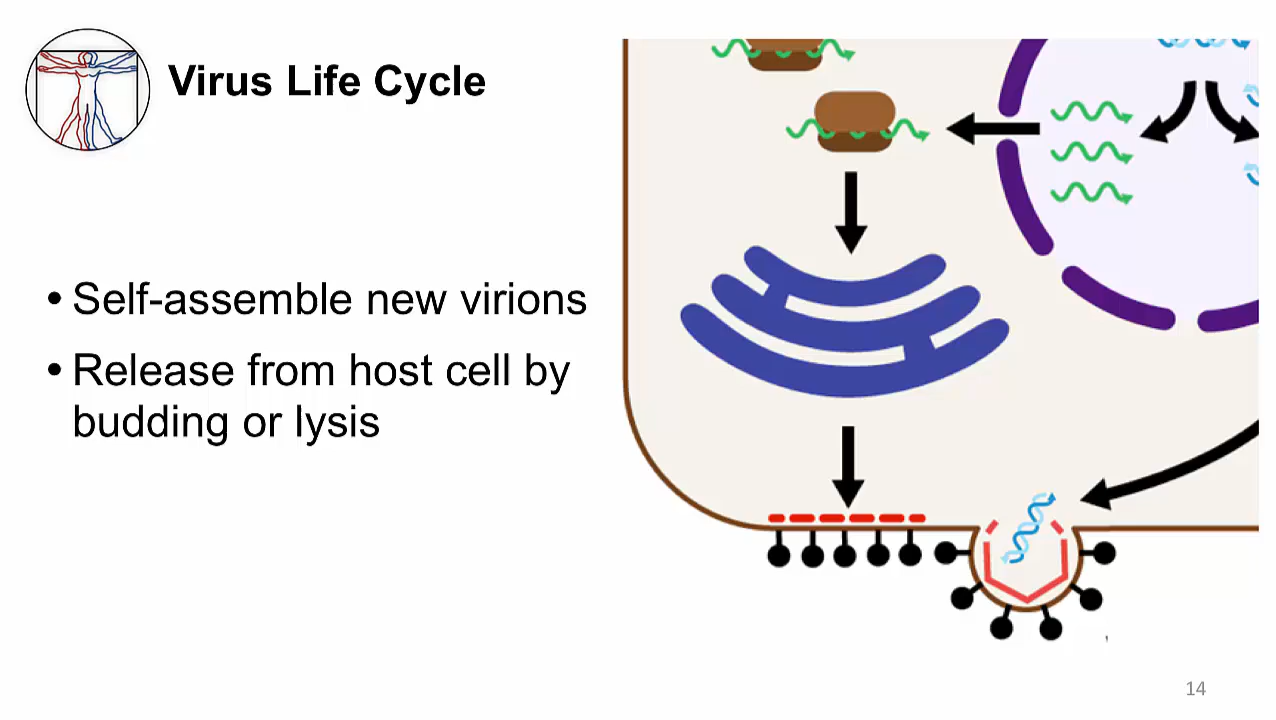 Virus Life Cycle
• Self-assemble new virions
• Release from host cell by
budding or lysis
14